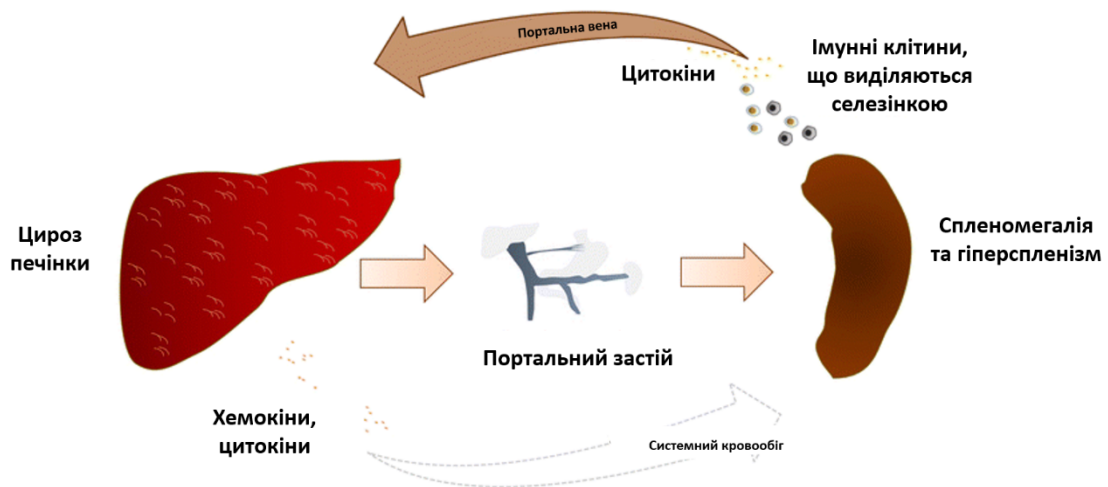 Портальна вена
Цитокіни
Імунні клітини,
що виділяються
селезінкою
Цироз
печінки
Спленомегалія
та гіперспленізм
Портальний застій
Хемокіни,
цитокіни
Системний кровообіг